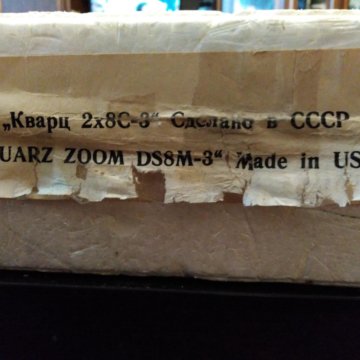 „Кварц 2х8С-3“ Сделано в СССР
UARZ ZOOM DS8M-3“ Made in US